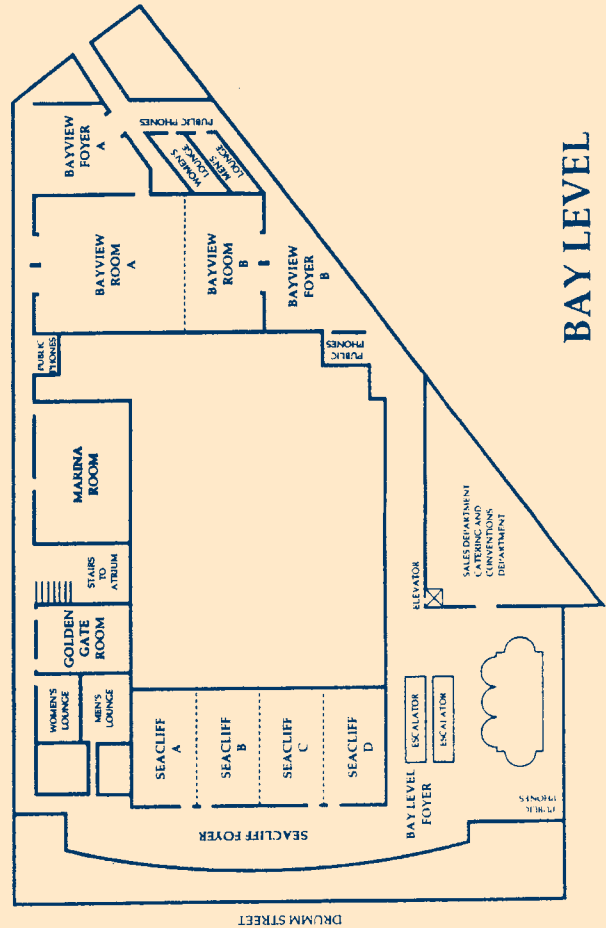 BAY LEVEL
DRUMM STREET
SEACLIFF FOYER
WOMEN'S
LOUNGE
MEN'S
LOUNGE
GOLDEN
GATE
ROOM
STAIRS
TO
ATRIUM
MARINA
ROOM
PUBLIC
PHONES
BAYVIEW
ROOM
A
BAYVIEW
FOYER
A
PUBLIC PHONES
WOMEN'S
LOUNGE
MEN'S
LOUNGE
BAYVIEW
ROOM
B
BAYVIEW
FOYER
B
PUBLIC
PHONES
SEACLIFF
A
SEACLIFF
B
SEACLIFF
C
SEACLIFF
D
BAY LEVEL
FOYER
ESCALATOR
ESCALATOR
ELEVATOR
SALES DEPARTMENT
CATERING AND
CONVENTIONS
DEPARTMENT
PUBLIC
PHONES